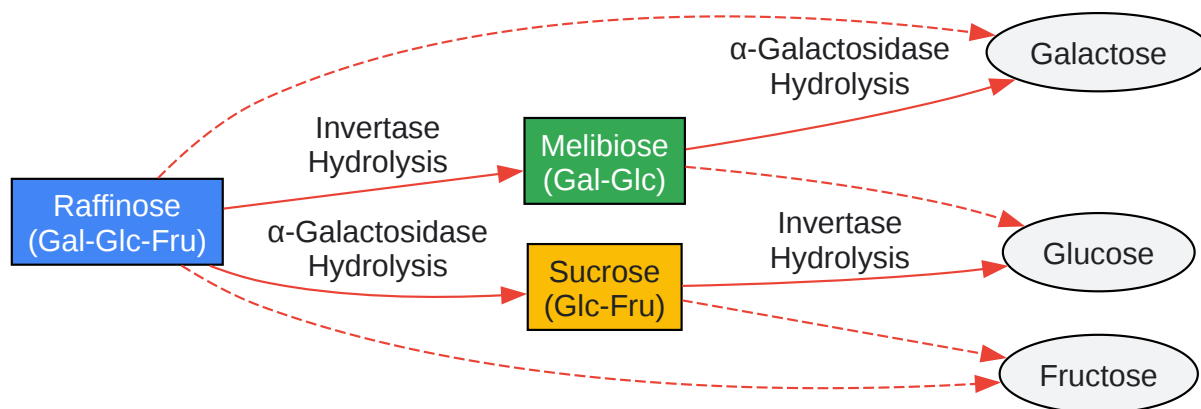 Raffinose
(Gal-Glc-Fru)
Invertase
Hydrolysis
α-Galactosidase
Hydrolysis
Melibiose
(Gal-Glc)
Sucrose
(Glc-Fru)
α-Galactosidase
Hydrolysis
Invertase
Hydrolysis
Galactose
Glucose
Fructose